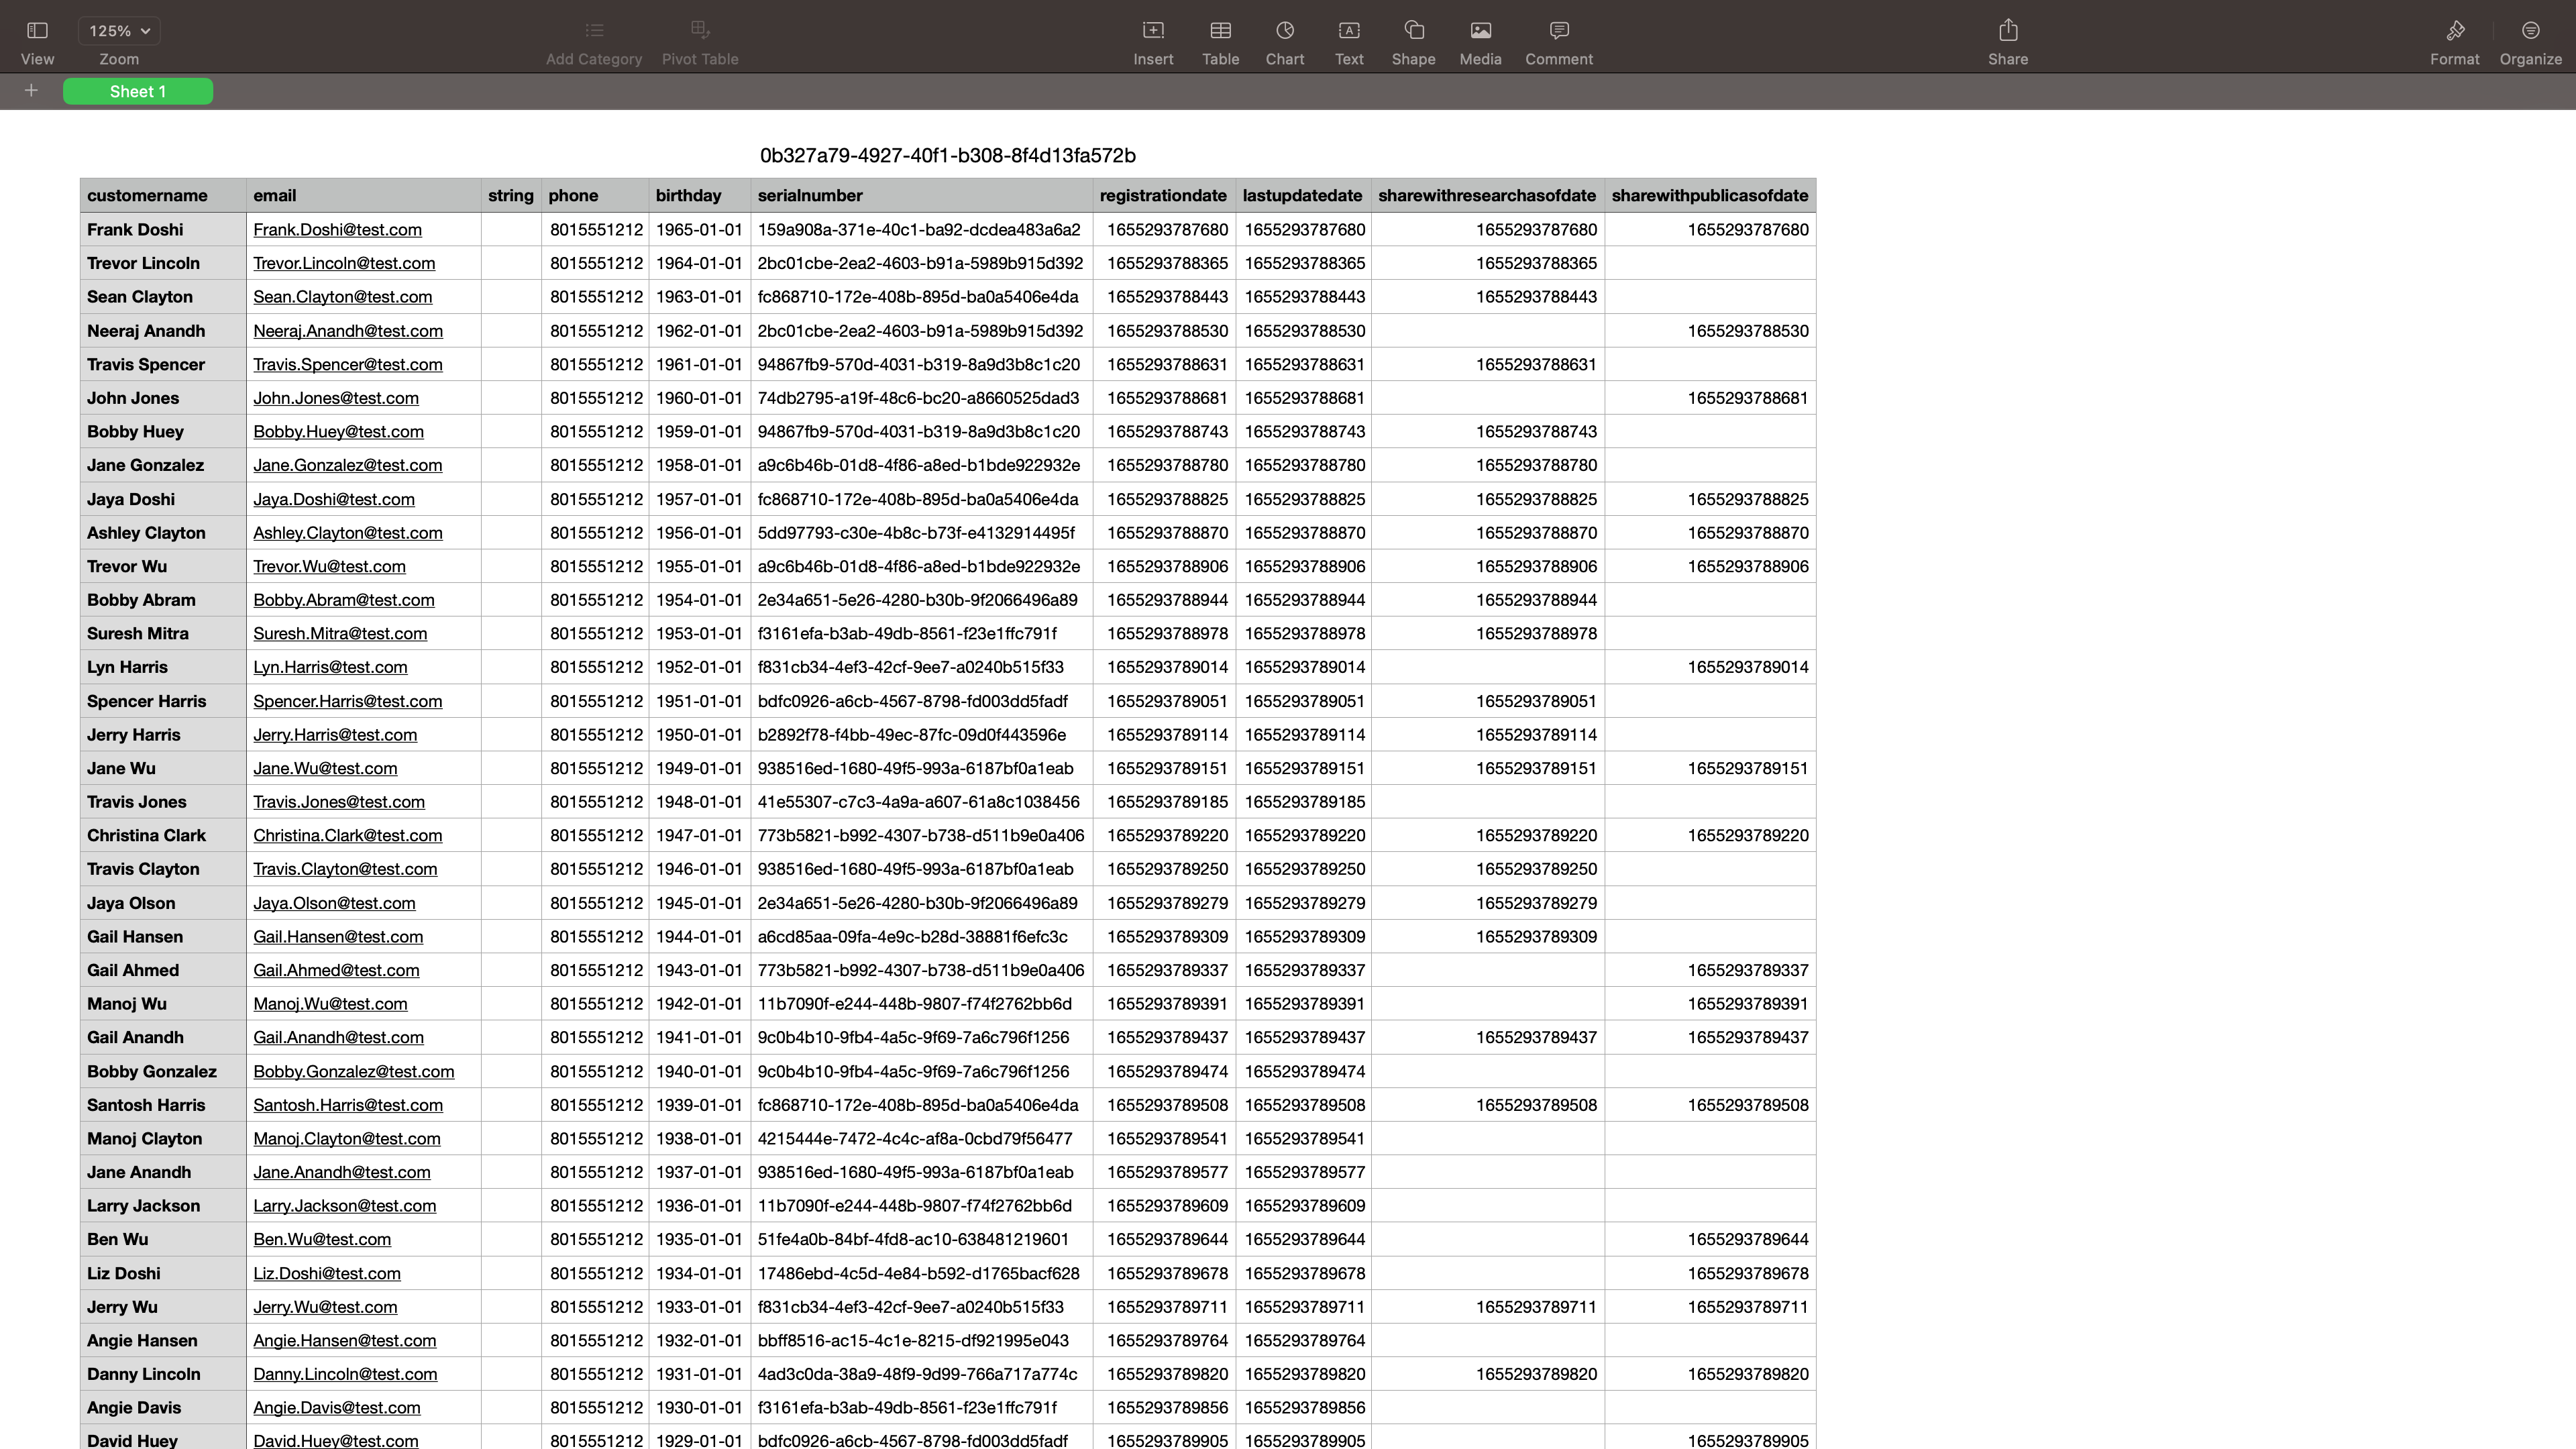 125%
View Zoom Add Category Pivot Table Insert Table Chart Text Shape Media Comment Share Format Organize
Sheet 1
0b327a79-4927-40f1-b308-8f4d13fa572b
customername email string phone birthday serialnumber registrationdate lastupdatedate sharewithresearchasofdate sharewithpublicasofdate
Frank Doshi Frank.Doshi@test.com 8015551212 1965-01-01 159a908a-371e-40c1-ba92-dcdea483a6a2 1655293787680 1655293787680 1655293787680 1655293787680
Trevor Lincoln Trevor.Lincoln@test.com 8015551212 1964-01-01 2bc01cbe-2ea2-4603-b91a-5989b915d392 1655293788365 1655293788365 1655293788365
Sean Clayton Sean.Clayton@test.com 8015551212 1963-01-01 fc868710-172e-408b-895d-ba0a5406e4da 1655293788443 1655293788443 1655293788443
Neeraj Anandh Neeraj.Anandh@test.com 8015551212 1962-01-01 2bc01cbe-2ea2-4603-b91a-5989b915d392 1655293788530 1655293788530 1655293788530
Travis Spencer Travis.Spencer@test.com 8015551212 1961-01-01 94867fb9-570d-4031-b319-8a9d3b8c1c20 1655293788631 1655293788631 1655293788631
John Jones John.Jones@test.com 8015551212 1960-01-01 74db2795-a19f-48c6-bc20-a8660525dad3 1655293788681 1655293788681 1655293788681
Bobby Huey Bobby.Huey@test.com 8015551212 1959-01-01 94867fb9-570d-4031-b319-8a9d3b8c1c20 1655293788743 1655293788743 1655293788743
Jane Gonzalez Jane.Gonzalez@test.com 8015551212 1958-01-01 a9c6b46b-01d8-4f86-a8ed-b1bde922932e 1655293788780 1655293788780 1655293788780
Jaya Doshi Jaya.Doshi@test.com 8015551212 1957-01-01 fc868710-172e-408b-895d-ba0a5406e4da 1655293788825 1655293788825 1655293788825 1655293788825
Ashley Clayton Ashley.Clayton@test.com 8015551212 1956-01-01 5dd97793-c30e-4b8c-b73f-e4132914495f 1655293788870 1655293788870 1655293788870 1655293788870
Trevor Wu Trevor.Wu@test.com 8015551212 1955-01-01 a9c6b46b-01d8-4f86-a8ed-b1bde922932e 1655293788906 1655293788906 1655293788906 1655293788906
Bobby Abram Bobby.Abram@test.com 8015551212 1954-01-01 2e34a651-5e26-4280-b30b-9f2066496a89 1655293788944 1655293788944 1655293788944
Suresh Mitra Suresh.Mitra@test.com 8015551212 1953-01-01 f3161efa-b3ab-49db-8561-f23e1ffc791f 1655293788978 1655293788978 1655293788978
Lyn Harris Lyn.Harris@test.com 8015551212 1952-01-01 f831cb34-4ef3-42cf-9ee7-a0240b515f33 1655293789014 1655293789014 1655293789014
Spencer Harris Spencer.Harris@test.com 8015551212 1951-01-01 bdfc0926-a6cb-4567-8798-fd003dd5fadf 1655293789051 1655293789051 1655293789051
Jerry Harris Jerry.Harris@test.com 8015551212 1950-01-01 b2892f78-f4bb-49ec-87fc-09d0f443596e 1655293789114 1655293789114 1655293789114
Jane Wu Jane.Wu@test.com 8015551212 1949-01-01 938516ed-1680-49f5-993a-6187bf0a1eab 1655293789151 1655293789151 1655293789151 1655293789151
Travis Jones Travis.Jones@test.com 8015551212 1948-01-01 41e55307-c7c3-4a9a-a607-61a8c1038456 1655293789185 1655293789185
Christina Clark Christina.Clark@test.com 8015551212 1947-01-01 773b5821-b992-4307-b738-d511b9e0a406 1655293789220 1655293789220 1655293789220 1655293789220
Travis Clayton Travis.Clayton@test.com 8015551212 1946-01-01 938516ed-1680-49f5-993a-6187bf0a1eab 1655293789250 1655293789250 1655293789250
Jaya Olson Jaya.Olson@test.com 8015551212 1945-01-01 2e34a651-5e26-4280-b30b-9f2066496a89 1655293789279 1655293789279 1655293789279
Gail Hansen Gail.Hansen@test.com 8015551212 1944-01-01 a6cd85aa-09fa-4e9c-b28d-38881f6efc3c 1655293789309 1655293789309 1655293789309
Gail Ahmed Gail.Ahmed@test.com 8015551212 1943-01-01 773b5821-b992-4307-b738-d511b9e0a406 1655293789337 1655293789337 1655293789337
Manoj Wu Manoj.Wu@test.com 8015551212 1942-01-01 11b7090f-e244-448b-9807-f74f2762bb6d 1655293789391 1655293789391 1655293789391
Gail Anandh Gail.Anandh@test.com 8015551212 1941-01-01 9c0b4b10-9fb4-4a5c-9f69-7a6c796f1256 1655293789437 1655293789437 1655293789437 1655293789437
Bobby Gonzalez Bobby.Gonzalez@test.com 8015551212 1940-01-01 9c0b4b10-9fb4-4a5c-9f69-7a6c796f1256 1655293789474 1655293789474
Santosh Harris Santosh.Harris@test.com 8015551212 1939-01-01 fc868710-172e-408b-895d-ba0a5406e4da 1655293789508 1655293789508 1655293789508 1655293789508
Manoj Clayton Manoj.Clayton@test.com 8015551212 1938-01-01 4215444e-7472-4c4c-af8a-0cbd79f56477 1655293789541 1655293789541
Jane Anandh Jane.Anandh@test.com 8015551212 1937-01-01 938516ed-1680-49f5-993a-6187bf0a1eab 1655293789577 1655293789577
Larry Jackson Larry.Jackson@test.com 8015551212 1936-01-01 11b7090f-e244-448b-9807-f74f2762bb6d 1655293789609 1655293789609
Ben Wu Ben.Wu@test.com 8015551212 1935-01-01 51fe4a0b-84bf-4fd8-ac10-638481219601 1655293789644 1655293789644 1655293789644
Liz Doshi Liz.Doshi@test.com 8015551212 1934-01-01 17486ebd-4c5d-4e84-b592-d1765bacf628 1655293789678 1655293789678 1655293789678
Jerry Wu Jerry.Wu@test.com 8015551212 1933-01-01 f831cb34-4ef3-42cf-9ee7-a0240b515f33 1655293789711 1655293789711 1655293789711 1655293789711
Angie Hansen Angie.Hansen@test.com 8015551212 1932-01-01 bbff8516-ac15-4c1e-8215-df921995e043 1655293789764 1655293789764
Danny Lincoln Danny.Lincoln@test.com 8015551212 1931-01-01 4ad3c0da-38a9-48f9-9d99-766a717a774c 1655293789820 1655293789820 1655293789820 1655293789820
Angie Davis Angie.Davis@test.com 8015551212 1930-01-01 f3161efa-b3ab-49db-8561-f23e1ffc791f 1655293789856 1655293789856
David Huey David.Huey@test.com 8015551212 1929-01-01 bdfc0926-a6cb-4567-8798-fd003dd5fadf 1655293789905 1655293789905 1655293789905